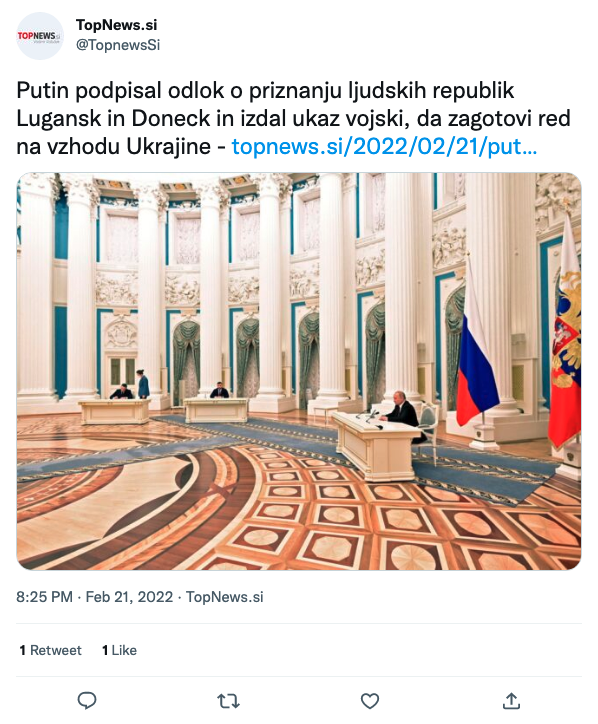 TOPNEWS.si
TopNews.si
@TopnewsSi
Putin podpisal odlok o priznanju ljudskih republik
Lugansk in Doneck in izdal ukaz vojski, da zagotovi red
na vzhodu Ukrajine - topnews.si/2022/02/21/put...
8:25 PM · Feb 21, 2022 · TopNews.si
1 Retweet 1 Like